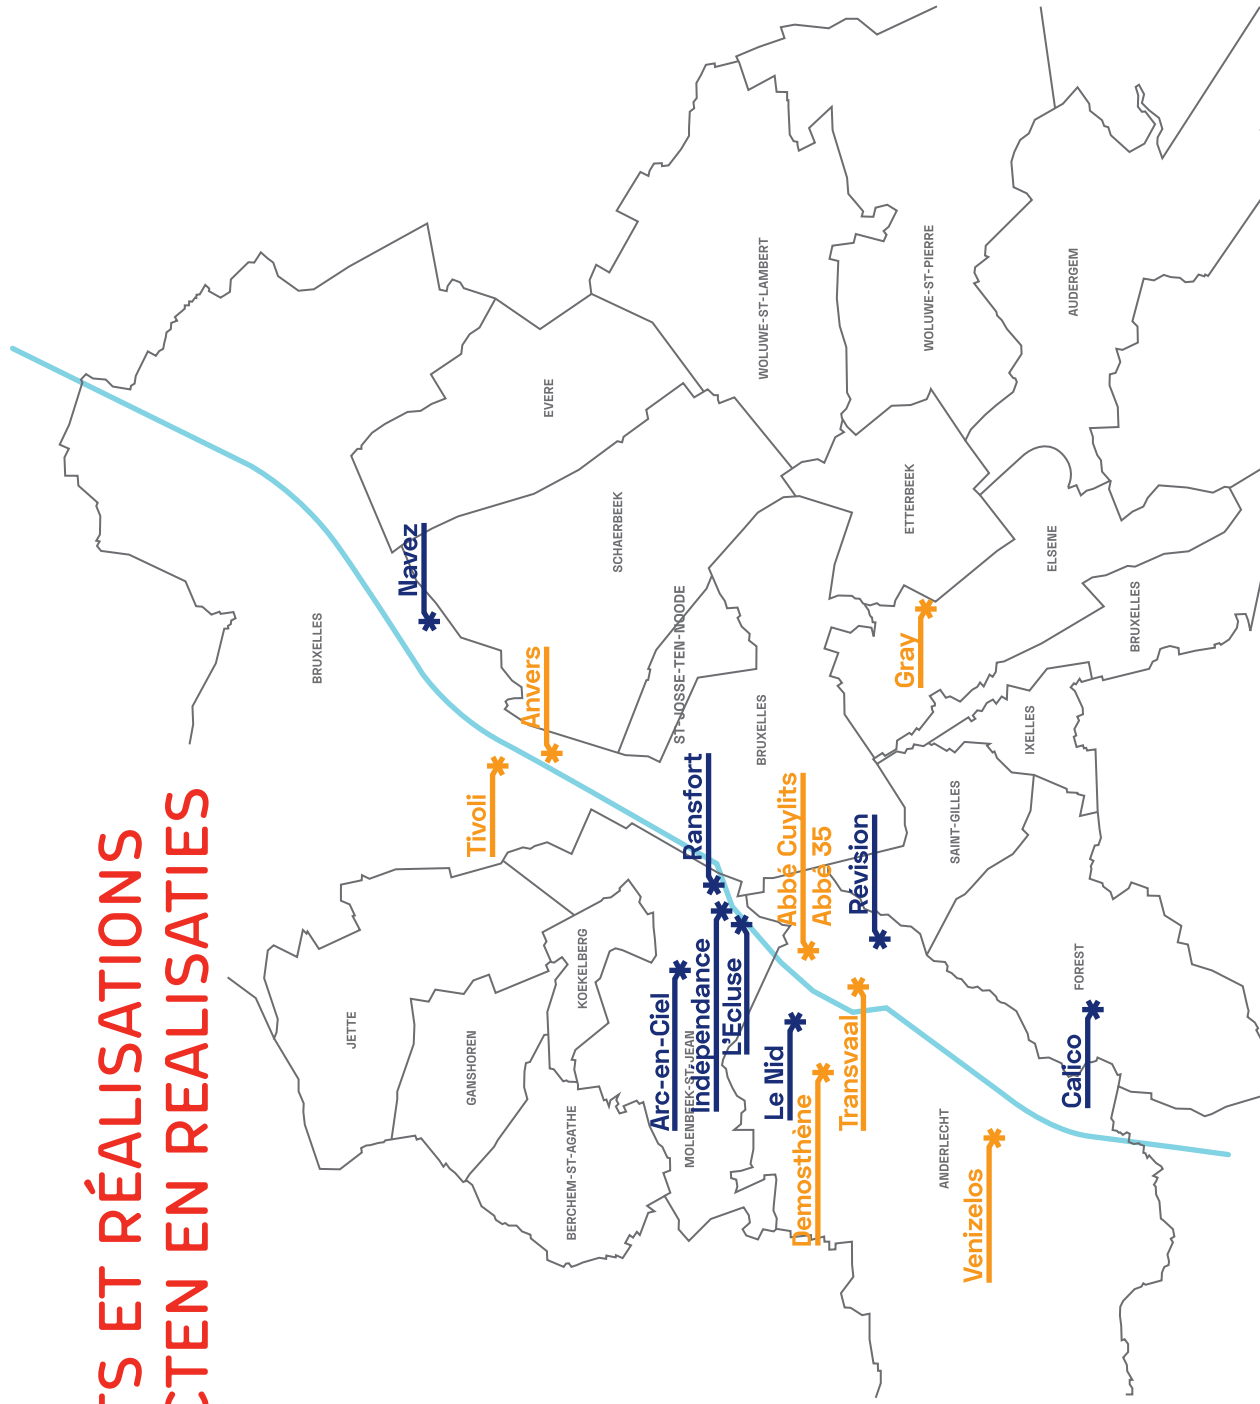 TS ET RÉALISATIONS
CTEN EN REALISATIES
BRUXELLES
JETTE
GANSHOREN
BERCHEM-ST-AGATHE
KOEKELBERG
MOLENBEEK-ST-JEAN
EVERE
SCHAERBEEK
ST-JOSSE-TEN-NOODE
BRUXELLES
WOLUWE-ST-LAMBERT
WOLUWE-ST-PIERRE
AUDERGEM
ETTERBEEK
ELSENE
BRUXELLES
IXELLES
SAINT-GILLES
FOREST
ANDERLECHT
Navez
Anvers
Tivoli
Ransfort
Arc-en-Ciel
Indépendance
L'Ecluse
Abbé Cuylits
Abbé 35
Révision
Le Nid
Demosthène
Transvaal
Gray
Calico
Venizelos